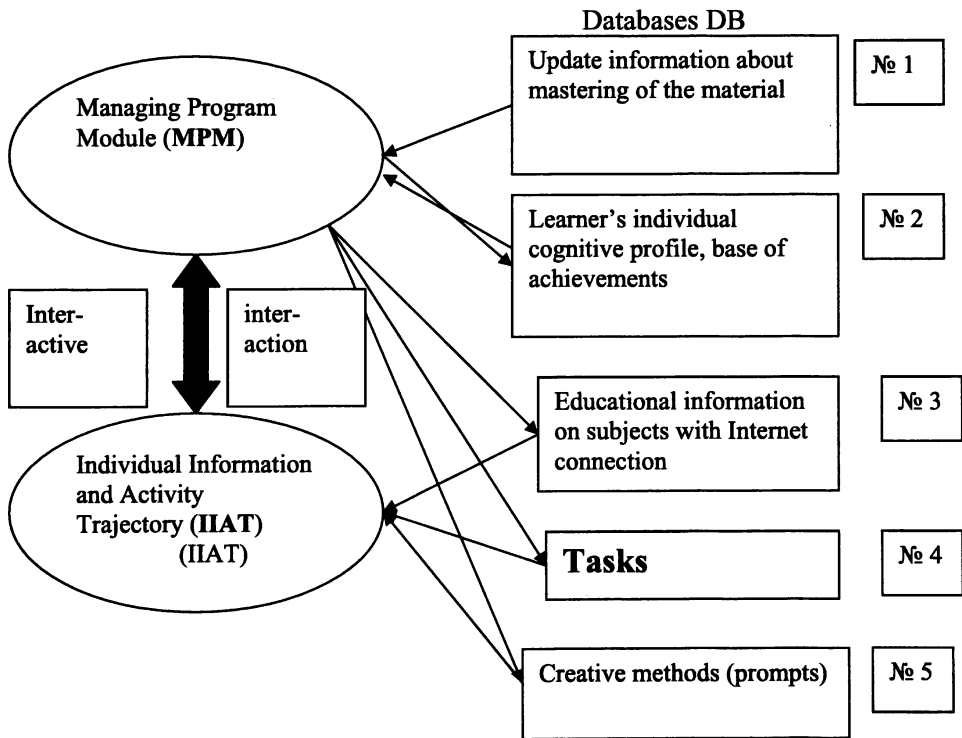 Databases DB
Update information about
mastering of the material
№ 1
Managing Program
Module (MPM)
Learner’s individual
cognitive profile, base of
achievements
№ 2
Inter-
active
inter-
action
Educational information
on subjects with Internet
connection
№ 3
Individual Information
and Activity
Trajectory (IIAT)
(IIAT)
Tasks
№ 4
Creative methods (prompts)
№ 5